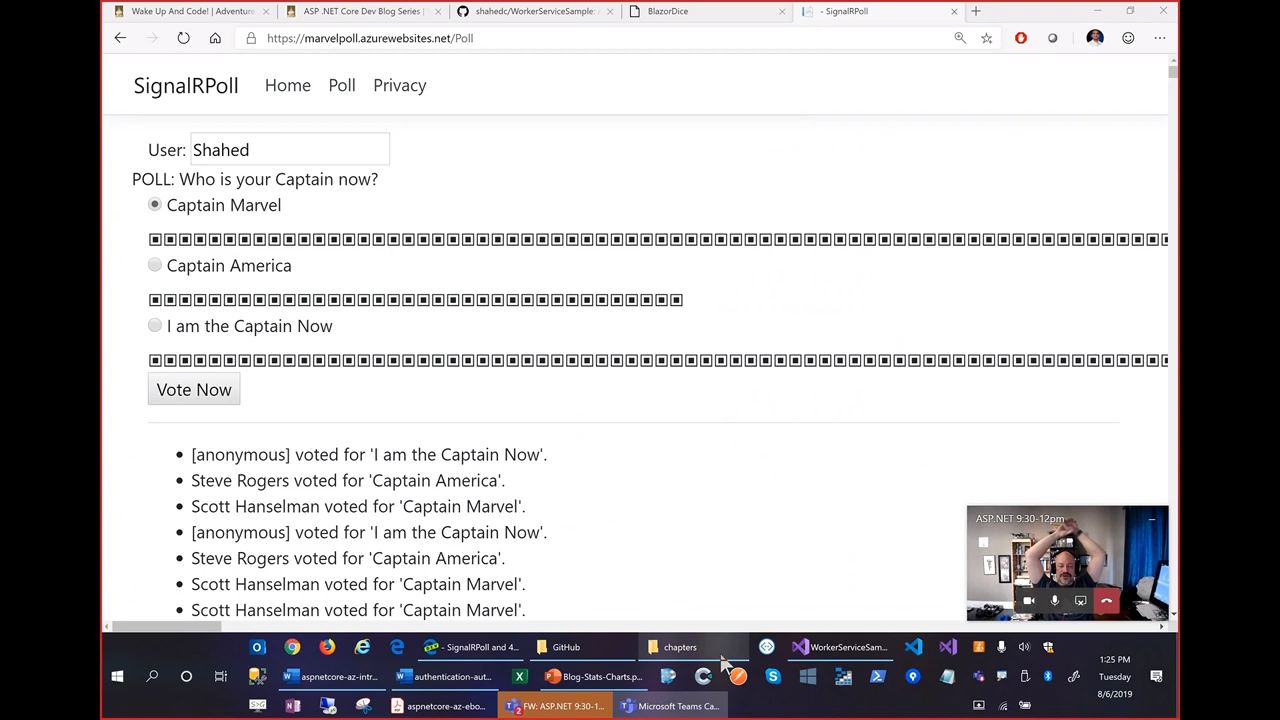 Wake Up And Code! | Adventure
ASP .NET Core Dev Blog Series |
shahedc/WorkerServiceSample: A
BlazorDice
- SignalRPoll
https://marvelpoll.azurewebsites.net/Poll
SignalRPoll Home Poll Privacy
User: Shahed
POLL: Who is your Captain now?
Captain Marvel
Captain America
I am the Captain Now
Vote Now
[anonymous] voted for 'I am the Captain Now'.
Steve Rogers voted for 'Captain America'.
Scott Hanselman voted for 'Captain Marvel'.
[anonymous] voted for 'I am the Captain Now'.
Steve Rogers voted for 'Captain America'.
Scott Hanselman voted for 'Captain Marvel'.
Scott Hanselman voted for 'Captain Marvel'.
ASP.NET 9:30-12pm
- SignalRPoll and 4...
GitHub
chapters
WorkerServiceSam...
aspnetcore-az-intr...
authentication-aut...
Blog-Stats-Charts.p...
aspnetcore-az-ebo...
FW: ASP.NET 9:30-1...
Microsoft Teams Ca...
1:25 PM
Tuesday
8/6/2019